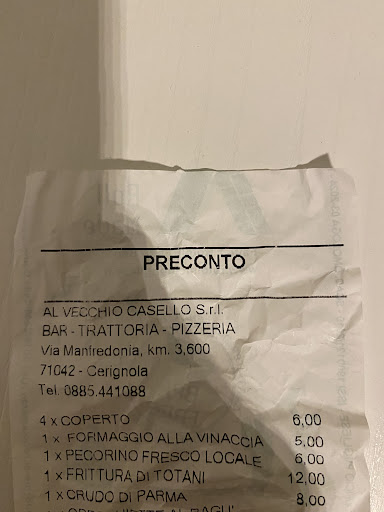 PRECONTO
AL VECCHIO CASELLO S.r.l.
BAR - TRATTORIA - PIZZERIA
Via Manfredonia, km. 3,600
71042 - Cerignola
Tel. 0885.441088
4 x COPERTO 6,00
1 x FORMAGGIO ALLA VINACCIA 5,00
1 x PECORINO FRESCO LOCALE 6,00
1 x FRITTURA DI TOTANI 12,00
1 x CRUDO DI PARMA 8,00